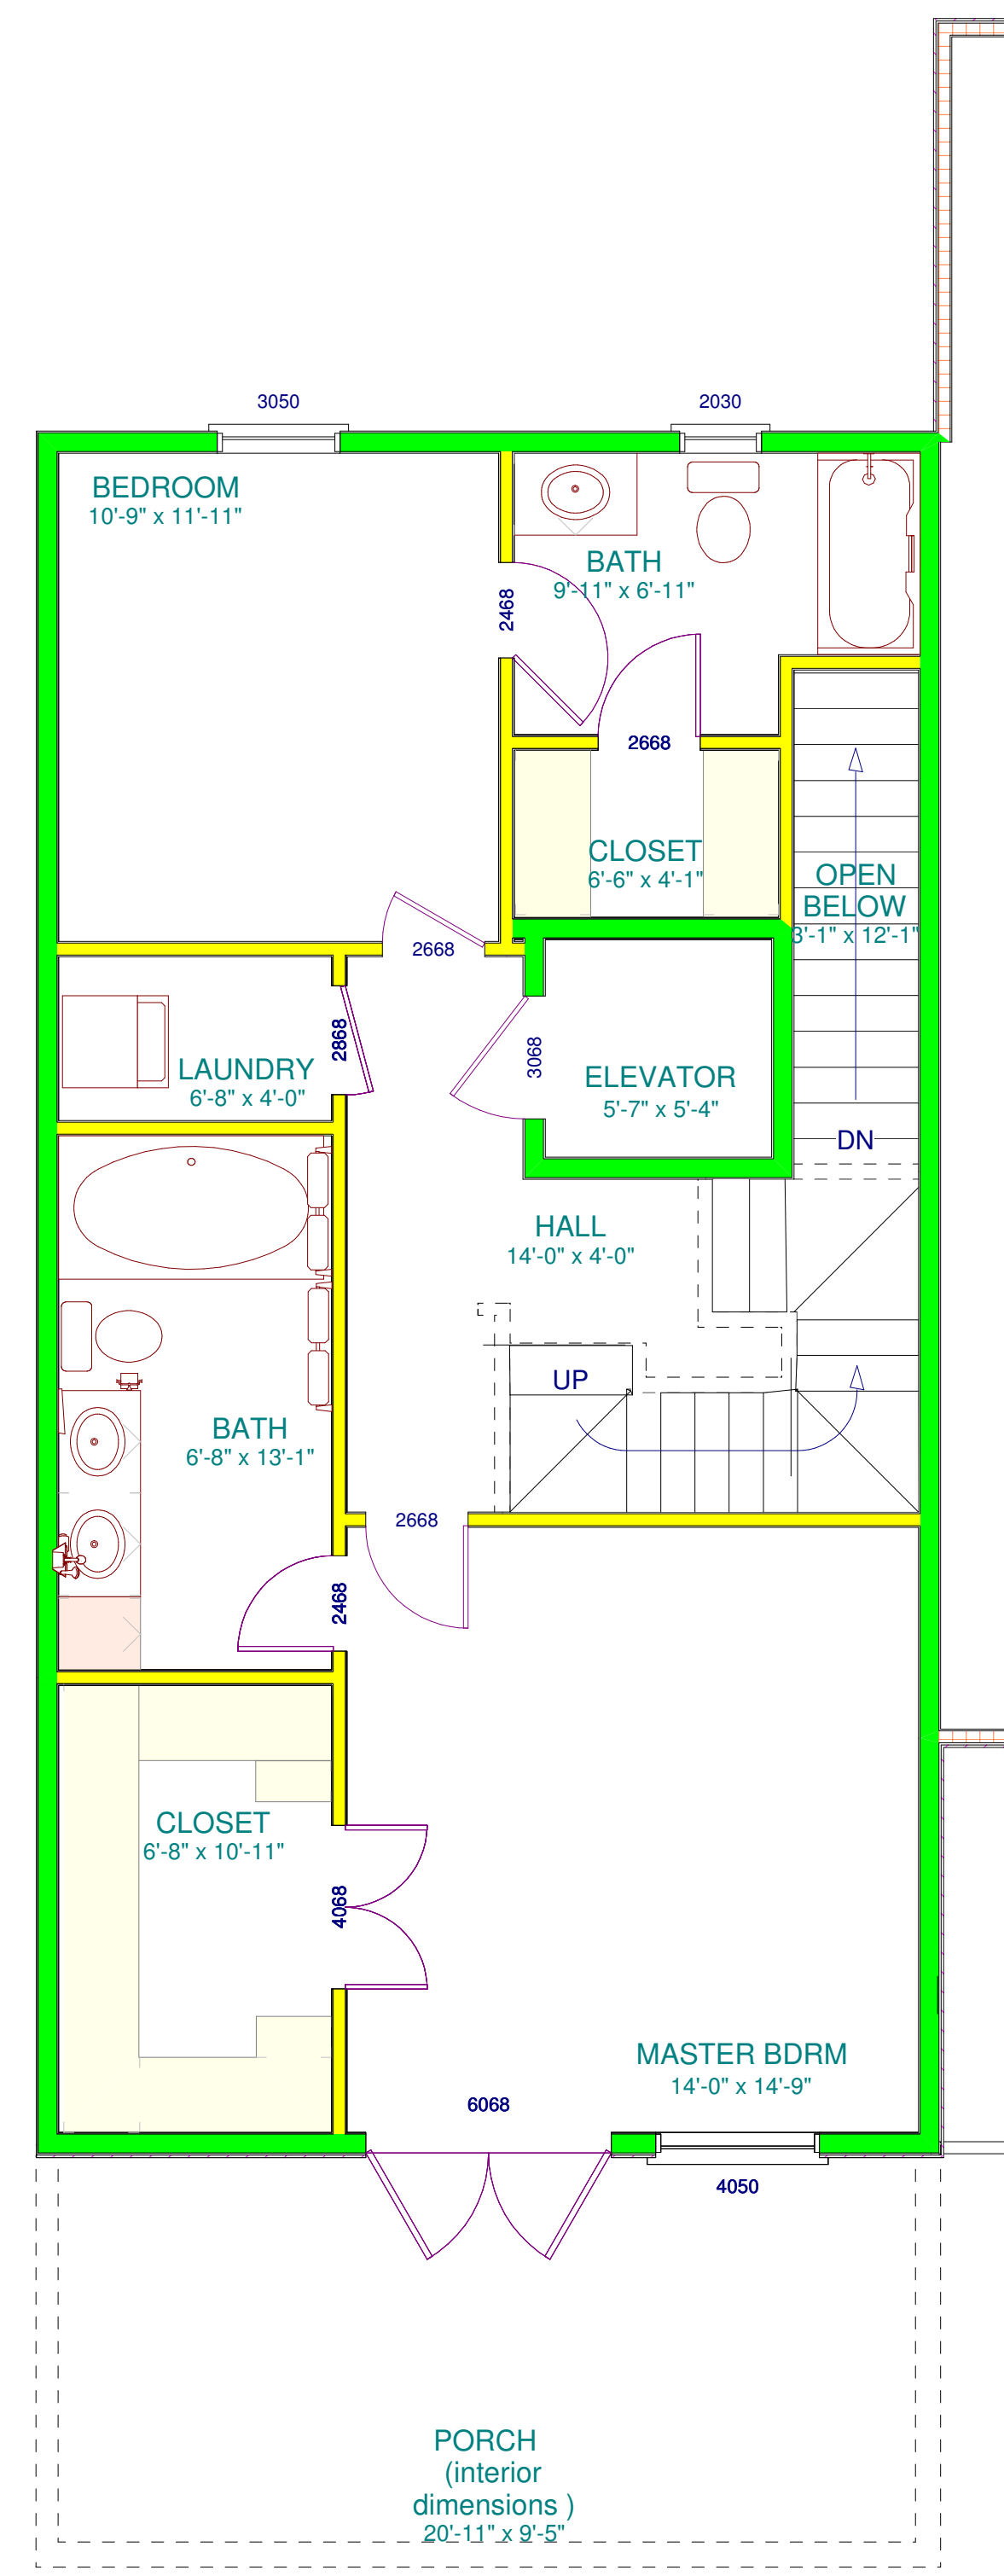 3050
2030
BEDROOM
10'-9" x 11'-11"
BATH
9'-11" x 6'-11"
2468
2668
CLOSET
6'-6" x 4'-1"
OPEN
BELOW
3'-1" x 12'-1"
2668
2868
LAUNDRY
6'-8" x 4'-0"
3068
ELEVATOR
5'-7" x 5'-4"
DN
HALL
14'-0" x 4'-0"
UP
BATH
6'-8" x 13'-1"
2668
2468
CLOSET
6'-8" x 10'-11"
4068
MASTER BDRM
14'-0" x 14'-9"
6068
4050
PORCH
(interior
dimensions )
20'-11" x 9'-5"